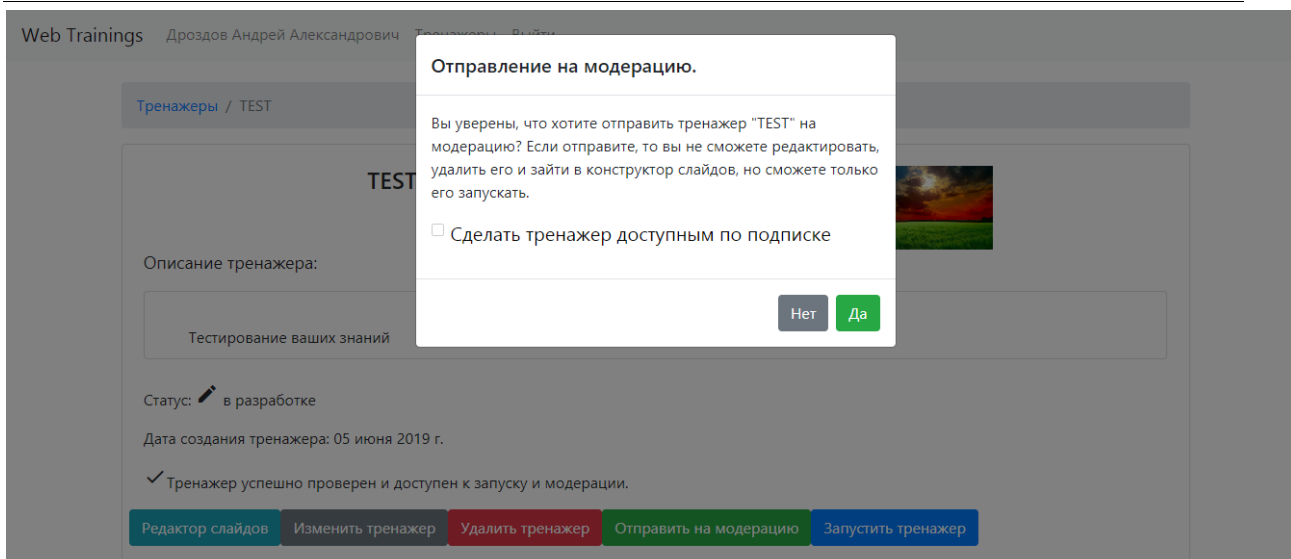 Web Trainings Дроздов Андрей Александрович Тренажеры Выйти
Отправление на модерацию.
Тренажеры / TEST
Вы уверены, что хотите отправить тренажер "TEST" на
модерацию? Если отправите, то вы не сможете редактировать,
удалить его и зайти в конструктор слайдов, но сможете только
его запускать.
TEST
Сделать тренажер доступным по подписке
Описание тренажера:
Нет Да
Тестирование ваших знаний
Статус: в разработке
Дата создания тренажера: 05 июня 2019 г.
Тренажер успешно проверен и доступен к запуску и модерации.
Редактор слайдов Изменить тренажер Удалить тренажер Отправить на модерацию Запустить тренажер